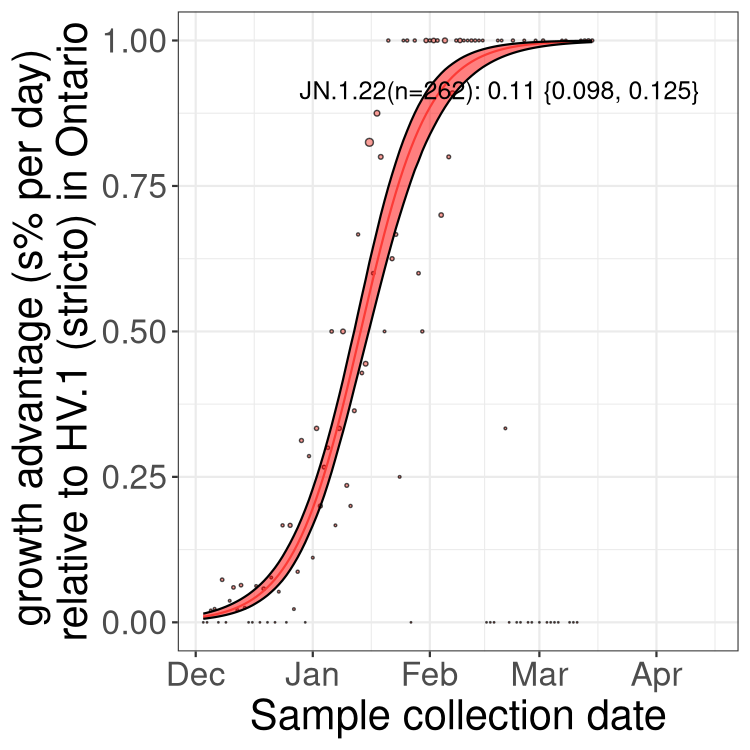 growth advantage (s% per day)
relative to HV.1 (stricto) in Ontario
1.00
0.75
0.50
0.25
0.00
JN.1.22(n=262): 0.11 {0.098, 0.125}
Dec Jan Feb Mar Apr
Sample collection date